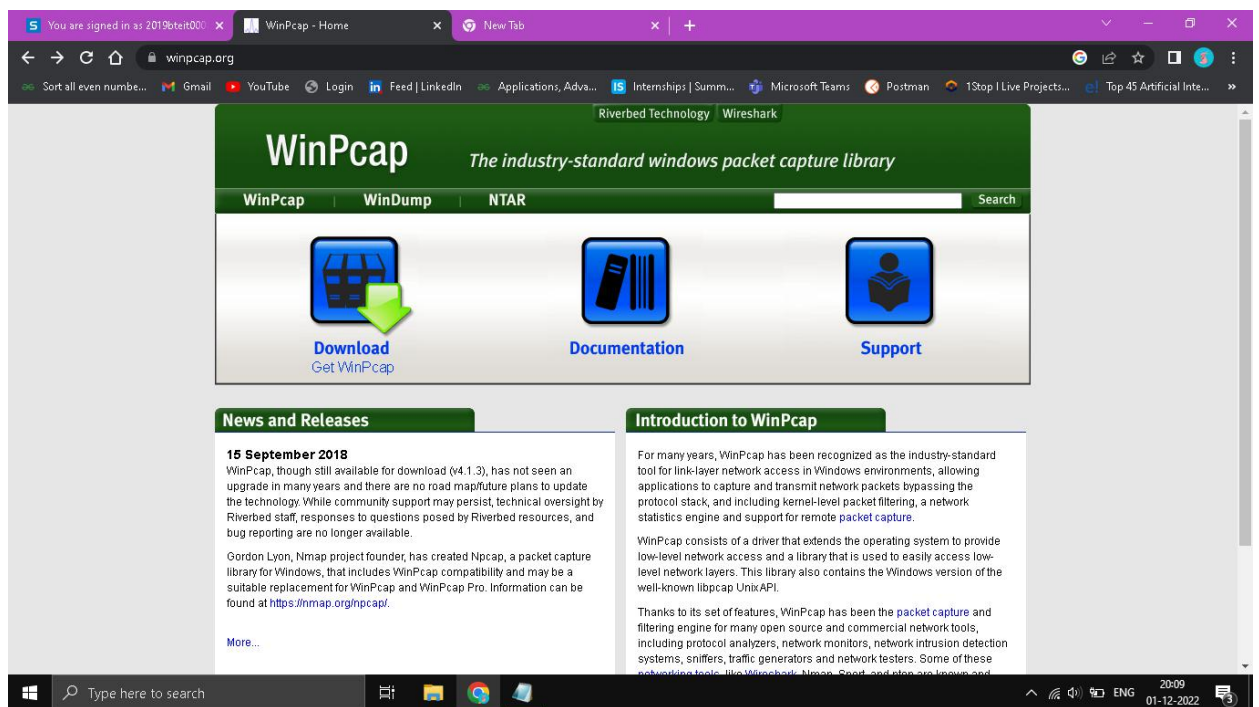 You are signed in as 2019bteit000
WinPcap - Home
New Tab
winpcap.org
Sort all even numbe...
Gmail
YouTube
Login
Feed | LinkedIn
Applications, Adva...
Internships | Summ...
Microsoft Teams
Postman
1Stop | Live Projects...
Top 45 Artificial Inte...
Riverbed Technology Wireshark
WinPcap
The industry-standard windows packet capture library
WinPcap | WinDump | NTAR
Search
Download
Get WinPcap
Documentation
Support
News and Releases
15 September 2018
WinPcap, though still available for download (v4.1.3), has not seen an
upgrade in many years and there are no road map/future plans to update
the technology. While community support may persist, technical oversight by
Riverbed staff, responses to questions posed by Riverbed resources, and
bug reporting are no longer available.
Gordon Lyon, Nmap project founder, has created Npcap, a packet capture
library for Windows, that includes WinPcap compatibility and may be a
suitable replacement for WinPcap and WinPcap Pro. Information can be
found at https://nmap.org/npcap/.
More...
Introduction to WinPcap
For many years, WinPcap has been recognized as the industry-standard
tool for link-layer network access in Windows environments, allowing
applications to capture and transmit network packets bypassing the
protocol stack, and including kernel-level packet filtering, a network
statistics engine and support for remote packet capture.
WinPcap consists of a driver that extends the operating system to provide
low-level network access and a library that is used to easily access low-
level network layers. This library also contains the Windows version of the
well-known libpcap Unix API.
Thanks to its set of features, WinPcap has been the packet capture and
filtering engine for many open source and commercial network tools,
including protocol analyzers, network monitors, network intrusion detection
systems, sniffers, traffic generators and network testers. Some of these
networking tools, like Wireshark, Nmap, Snort, and ntop are known and
Type here to search
ENG
20:09
01-12-2022
3